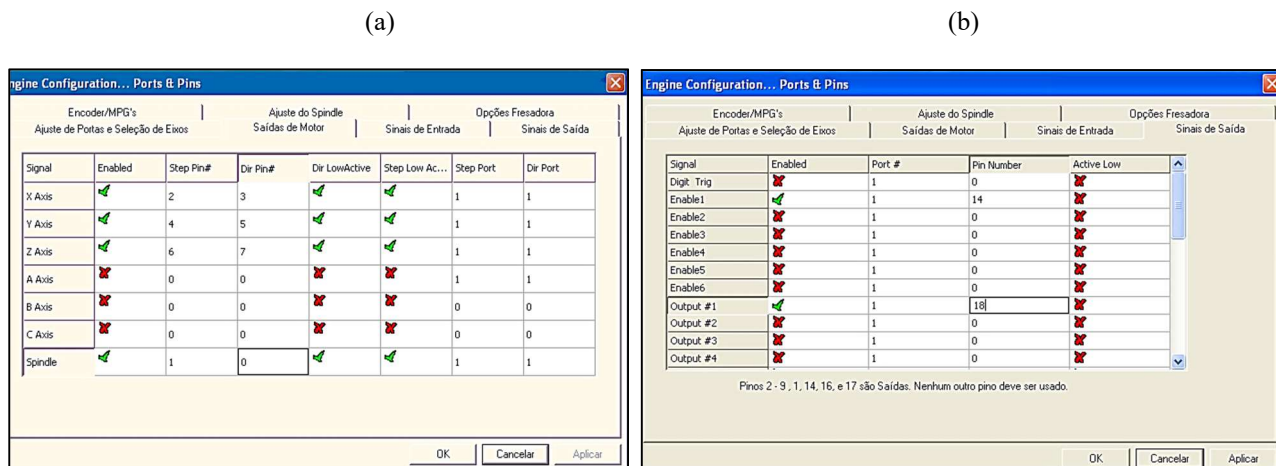 (a) (b)
ngine Configuration... Ports & Pins
Encoder/MPG's Ajuste do Spindle Opções Fresadora
Ajuste de Portas e Seleção de Eixos Saídas de Motor Sinais de Entrada Sinais de Saída
Signal Enabled Step Pin# Dir Pin# Dir LowActive Step Low Ac... Step Port Dir Port
X Axis 2 3 1 1
Y Axis 4 5 1 1
Z Axis 6 7 1 1
A Axis 0 0 1 1
B Axis 0 0 0 0
C Axis 0 0 0 0
Spindle 1 0 1 1
OK Cancelar Aplicar
Engine Configuration... Ports & Pins
Encoder/MPG's Ajuste do Spindle Opções Fresadora
Ajuste de Portas e Seleção de Eixos Saídas de Motor Sinais de Entrada Sinais de Saída
Signal Enabled Port # Pin Number Active Low
Digit Trig 1 0
Enable1 1 14
Enable2 1 0
Enable3 1 0
Enable4 1 0
Enable5 1 0
Enable6 1 0
Output #1 1 18
Output #2 1 0
Output #3 1 0
Output #4 1 0
Pinos 2 - 9 , 1, 14, 16, e 17 são Saídas. Nenhum outro pino deve ser usado.
OK Cancelar Aplicar